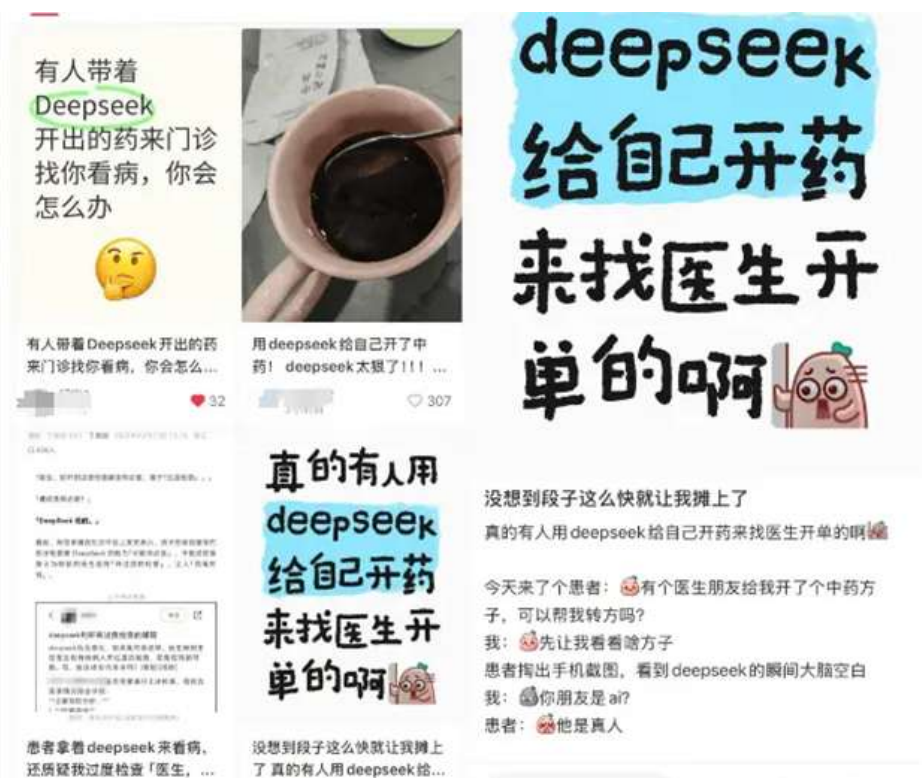 有人带着
Deepseek
开出的药来门诊
找你看病，你会
怎么办
有人带着Deepseek开出的药
来门诊找你看病，你会怎么...
32
用deepseek给自己开了中
药！ deepseek太狠了!!! ...
307
患者拿着deepseek来看病，
还质疑我过度检查「医生，...
真的有人用
deepseek
给自己开药
来找医生开
单的啊
没想到段子这么快就让我摊上
了 真的有人用deepseek给...
deepseek
给自己开药
来找医生开
单的啊
没想到段子这么快就让我摊上了
真的有人用deepseek给自己开药来找医生开单的啊
今天来了个患者：有个医生朋友给我开了个中药方
子，可以帮我转方吗?
我：先让我看看啥方子
患者掏出手机截图，看到deepseek的瞬间大脑空白
我：你朋友是ai?
患者：他是真人